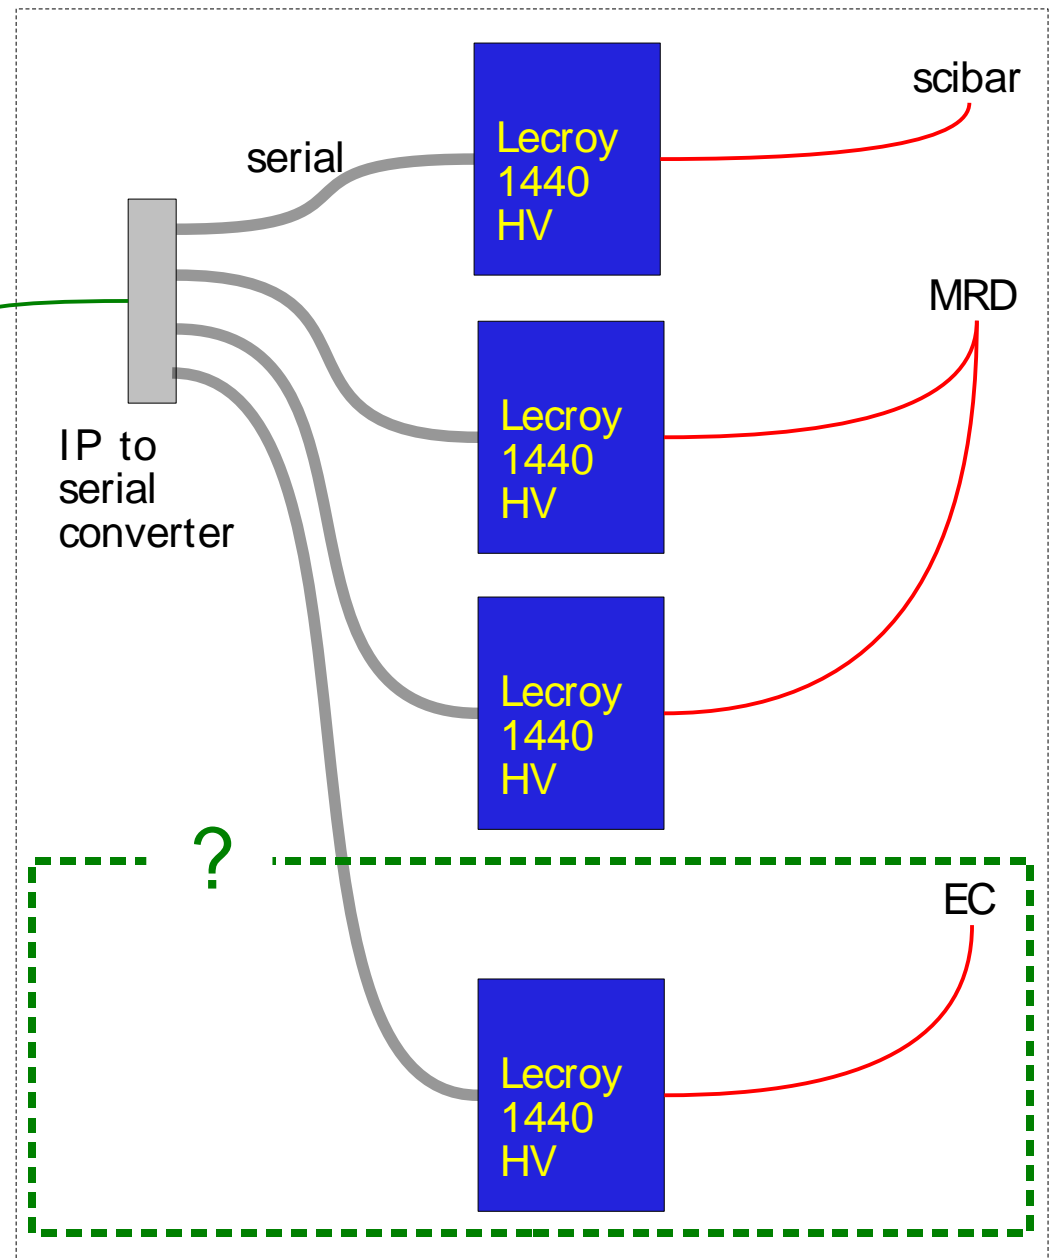 scibar
serial
Lecroy
1440
HV
MRD
IP to
serial
converter
Lecroy
1440
HV
Lecroy
1440
HV
?
EC
Lecroy
1440
HV